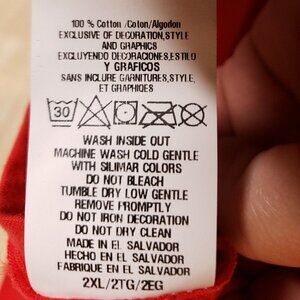 100 % Cotton /Coton/Algodon
EXCLUSIVE OF DECORATION,STYLE
AND GRAPHICS
EXCLUYENDO DECORACIONES,ESTILO
Y GRAFICOS
SANS INCLURE GARNITURES,STYLE,
ET GRAPHIQUES
30
WASH INSIDE OUT
MACHINE WASH COLD GENTLE
WITH SILIMAR COLORS
DO NOT BLEACH
TUMBLE DRY LOW GENTLE
REMOVE PROMPTLY
DO NOT IRON DECORATION
DO NOT DRY CLEAN
MADE IN EL SALVADOR
HECHO EN EL SALVADOR
FABRIQUE EN EL SALVADOR
2XL/2TG/2EG